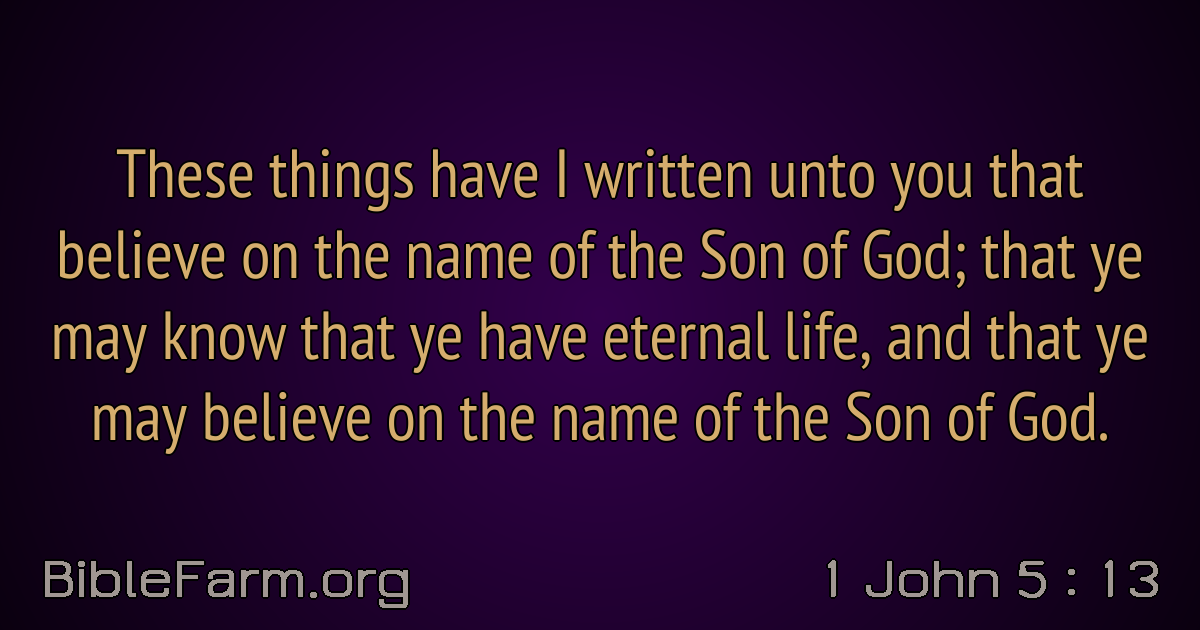 These things have I written unto you that
believe on the name of the Son of God; that ye
may know that ye have eternal life, and that ye
may believe on the name of the Son of God.
BibleFarm.org
1 John 5 : 13